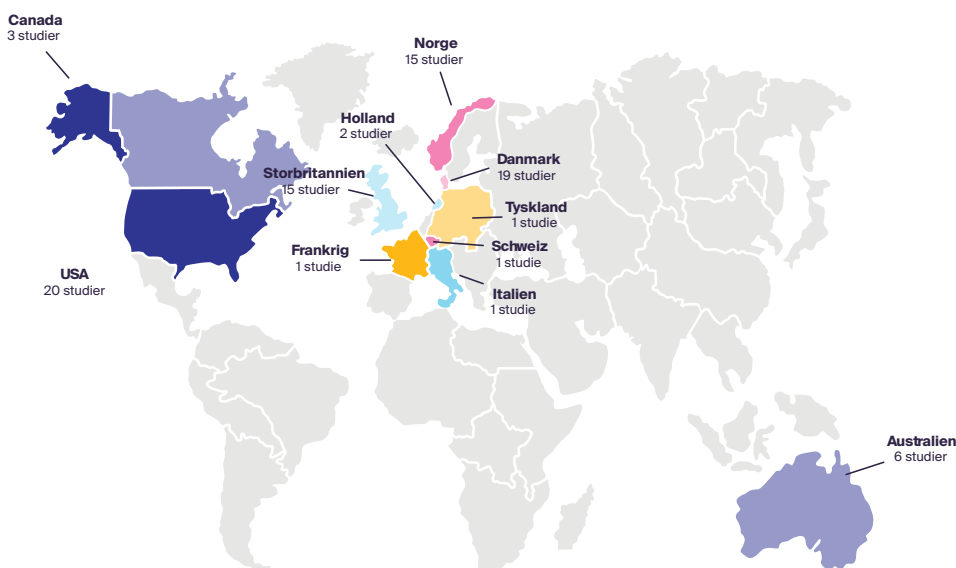 Canada
3 studier
Norge
15 studier
Holland
2 studier
Danmark
19 studier
Storbritannien
15 studier
Tyskland
1 studie
Schweiz
1 studie
Frankrig
1 studie
USA
20 studier
Italien
1 studie
Australien
6 studier